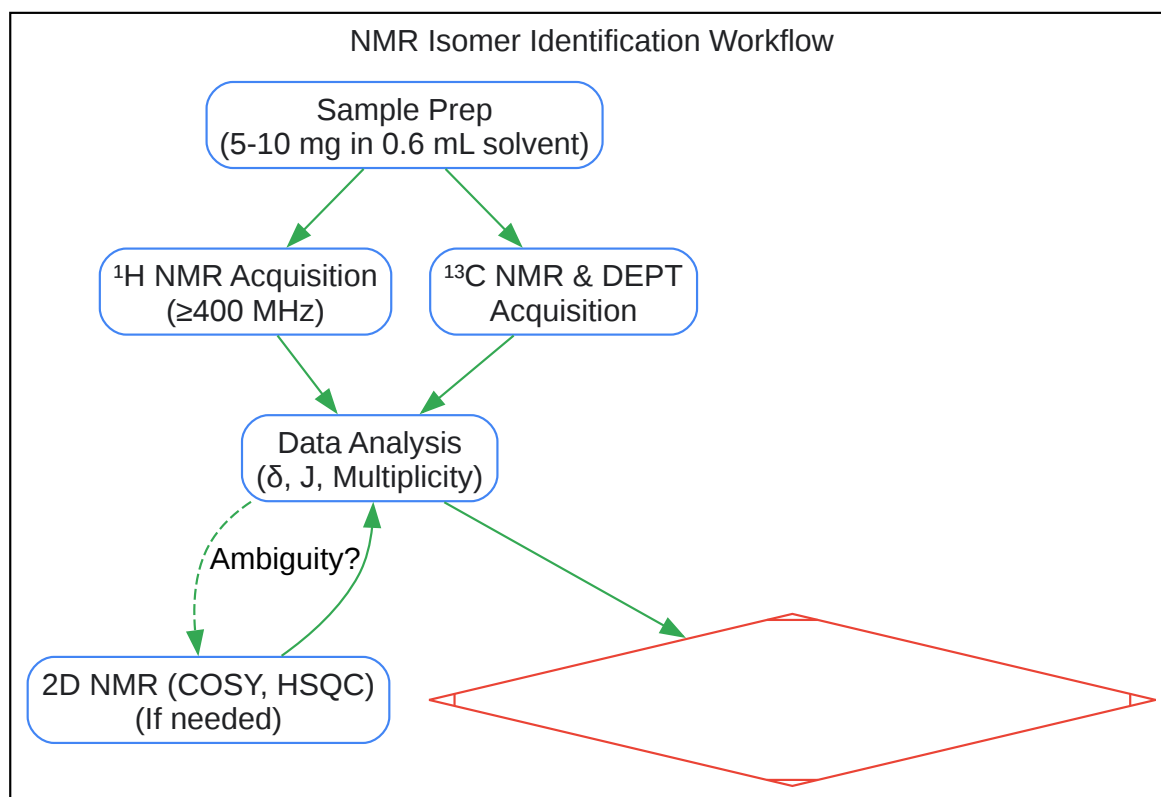 NMR Isomer Identification Workflow
Sample Prep
(5-10 mg in 0.6 mL solvent)
¹H NMR Acquisition
(≥400 MHz)
¹³C NMR & DEPT
Acquisition
Data Analysis
(δ, J, Multiplicity)
Ambiguity?
2D NMR (COSY, HSQC)
(If needed)